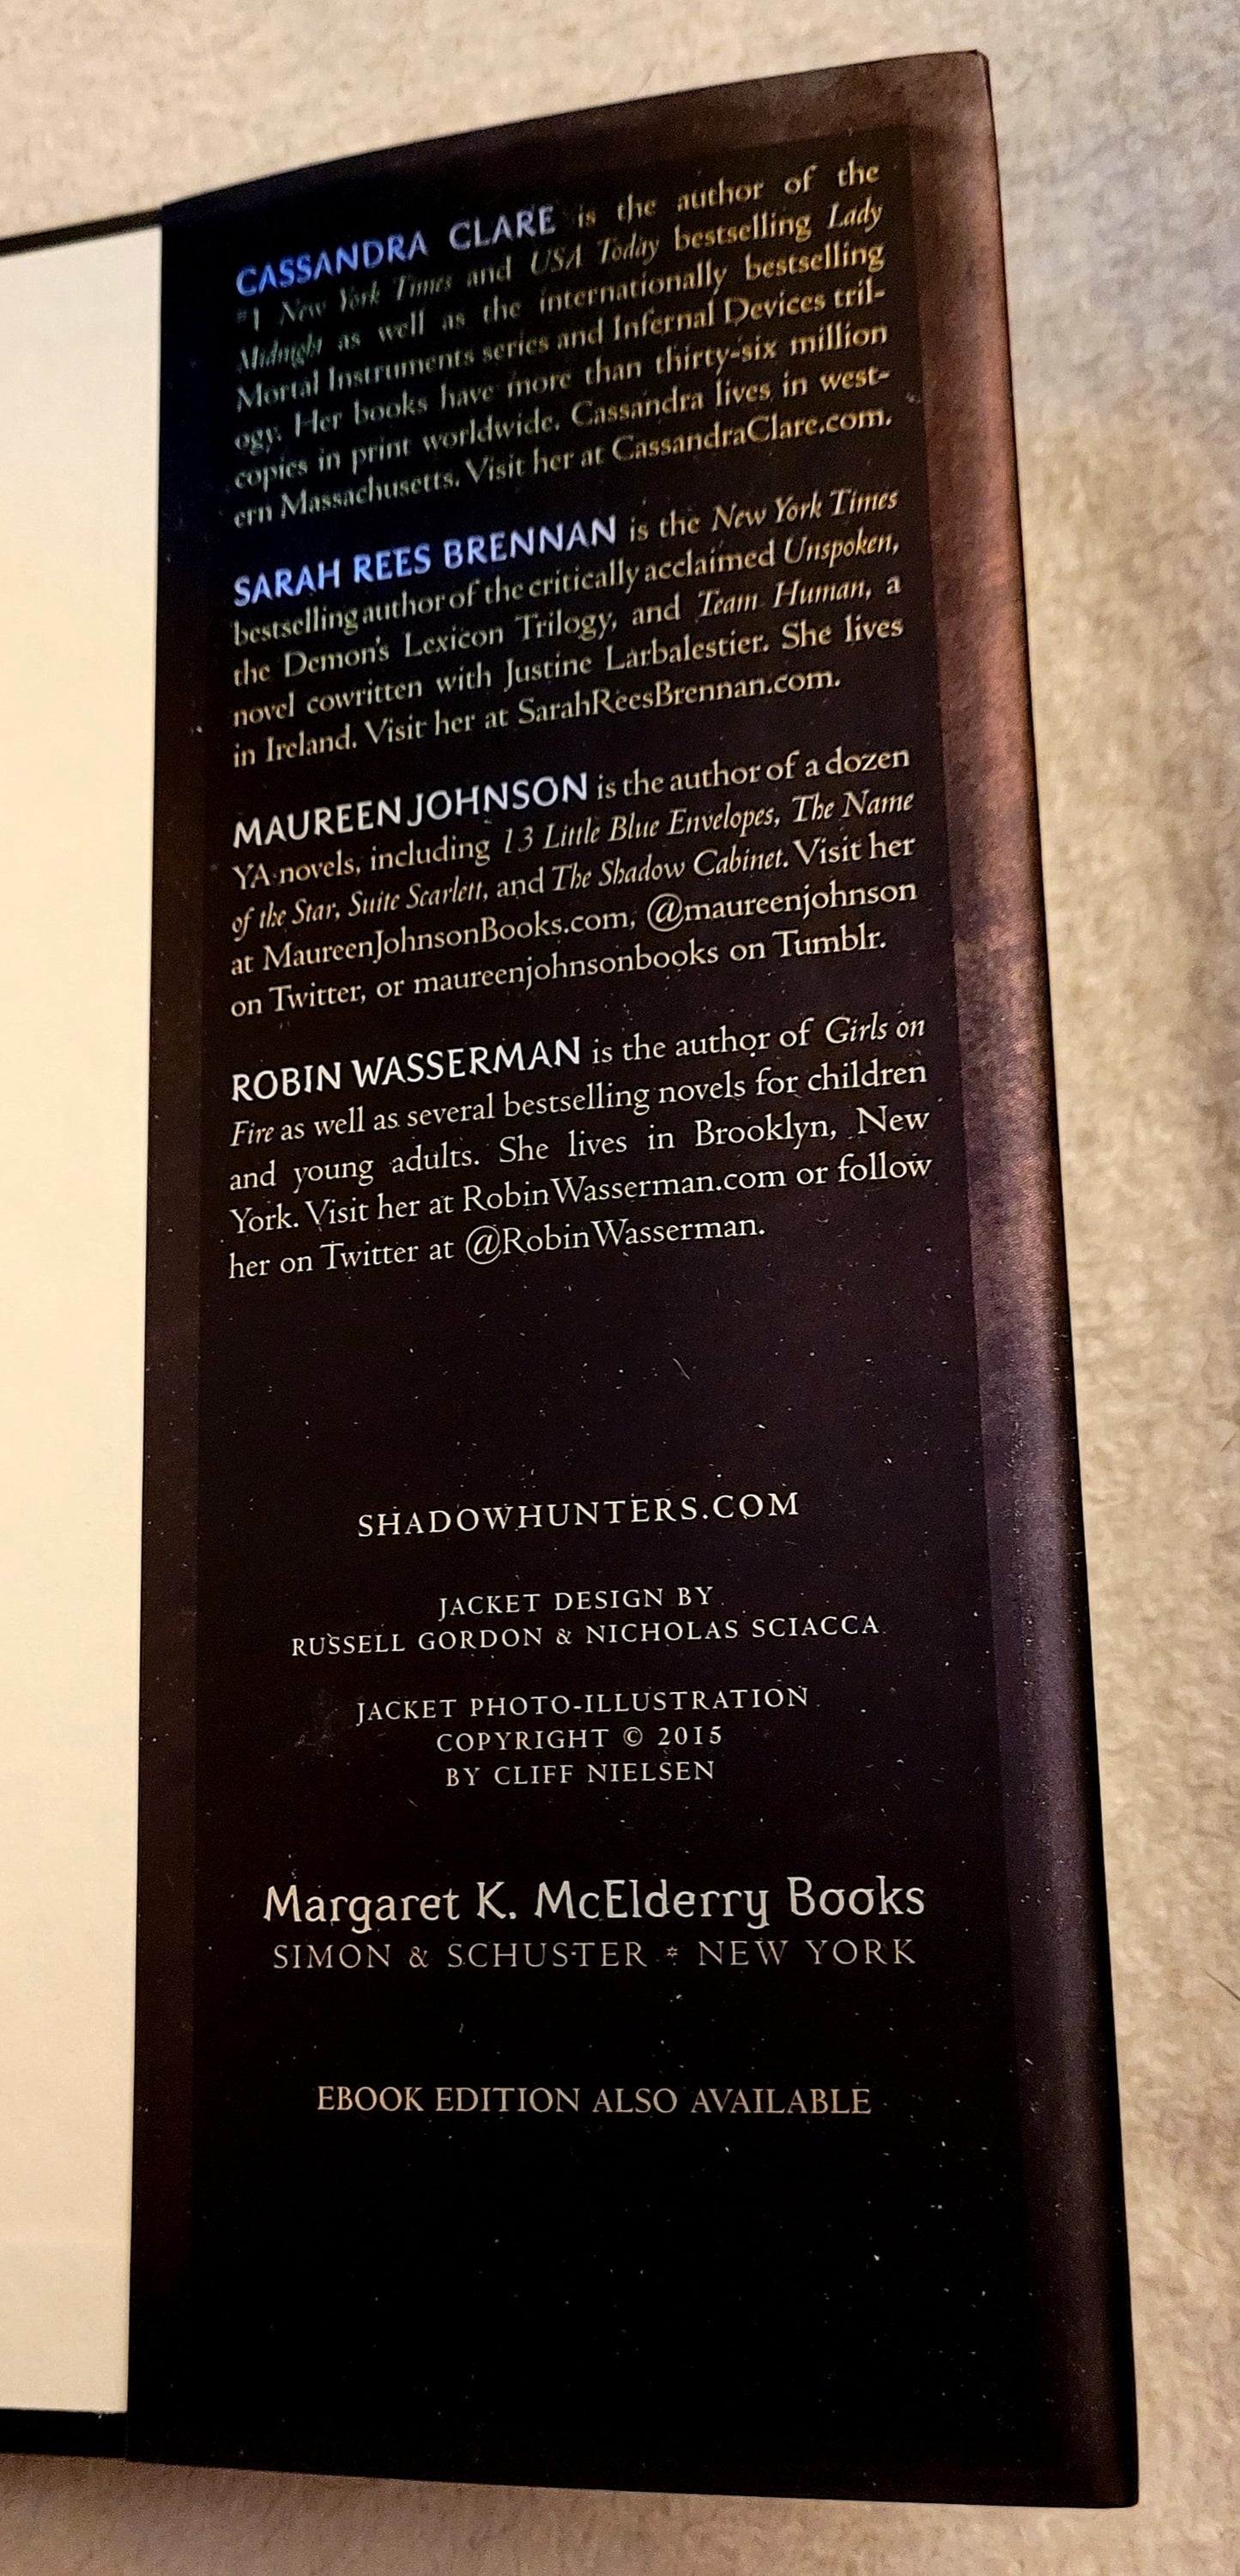 CASSANDRA CLARE is the author of the
#1 New York Times and USA Today bestselling Lady
Midnight as well as the internationally bestselling
Mortal Instruments series and Infernal Devices tril-
ogy. Her books have more than thirty-six million
copies in print worldwide. Cassandra lives in west-
ern Massachusetts. Visit her at CassandraClare.com.
SARAH REES BRENNAN is the New York Times
bestselling author of the critically acclaimed Unspoken,
the Demon's Lexicon Trilogy, and Team Human, a
novel cowritten with Justine Larbalestier. She lives
in Ireland. Visit her at SarahReesBrennan.com.
MAUREEN JOHNSON is the author of a dozen
YA novels, including 13 Little Blue Envelopes, The Name
of the Star, Suite Scarlett, and The Shadow Cabinet. Visit her
at MaureenJohnsonBooks.com, @maureenjohnson
on Twitter, or maureenjohnsonbooks on Tumblr.
ROBIN WASSERMAN is the author of Girls on
Fire as well as several bestselling novels for children
and young adults. She lives in Brooklyn, New
York. Visit her at RobinWasserman.com or follow
her on Twitter at @RobinWasserman.
SHADOWHUNTERS.COM
JACKET DESIGN BY
RUSSELL GORDON & NICHOLAS SCIACCA
JACKET PHOTO-ILLUSTRATION
COPYRIGHT © 2015
BY CLIFF NIELSEN
Margaret K. McElderry Books
SIMON & SCHUSTER * NEW YORK
EBOOK EDITION ALSO AVAILABLE